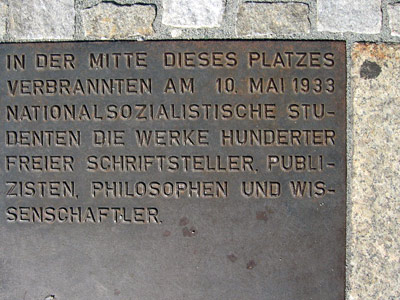 IN DER MITTE DIESES PLATZES
VERBRANNTEN AM 10. MAI 1933
NATIONALSOZIALISTISCHE STU-
DENTEN DIE WERKE HUNDERTER
FREIER SCHRIFTSTELLER, PUBLI-
ZISTEN, PHILOSOPHEN UND WIS-
SENSCHAFTLER.